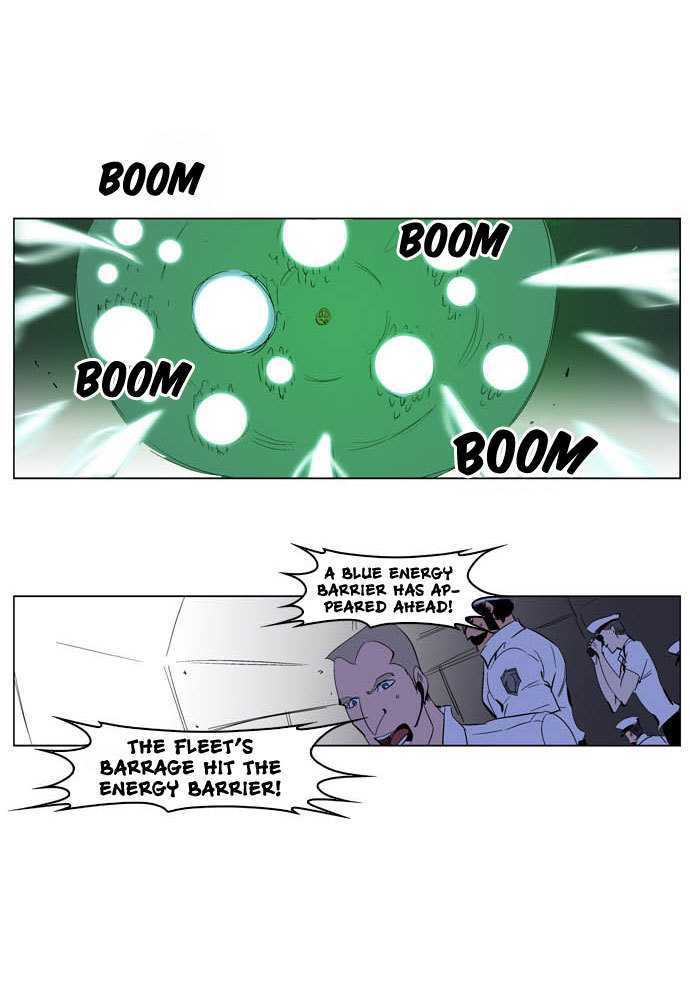 BOOM
BOOM
BOOM
BOOM
A BLUE ENERGY
BARRIER HAS AP-
PEARED AHEAD!
THE FLEET'S
BARRAGE HIT THE
ENERGY BARRIER!